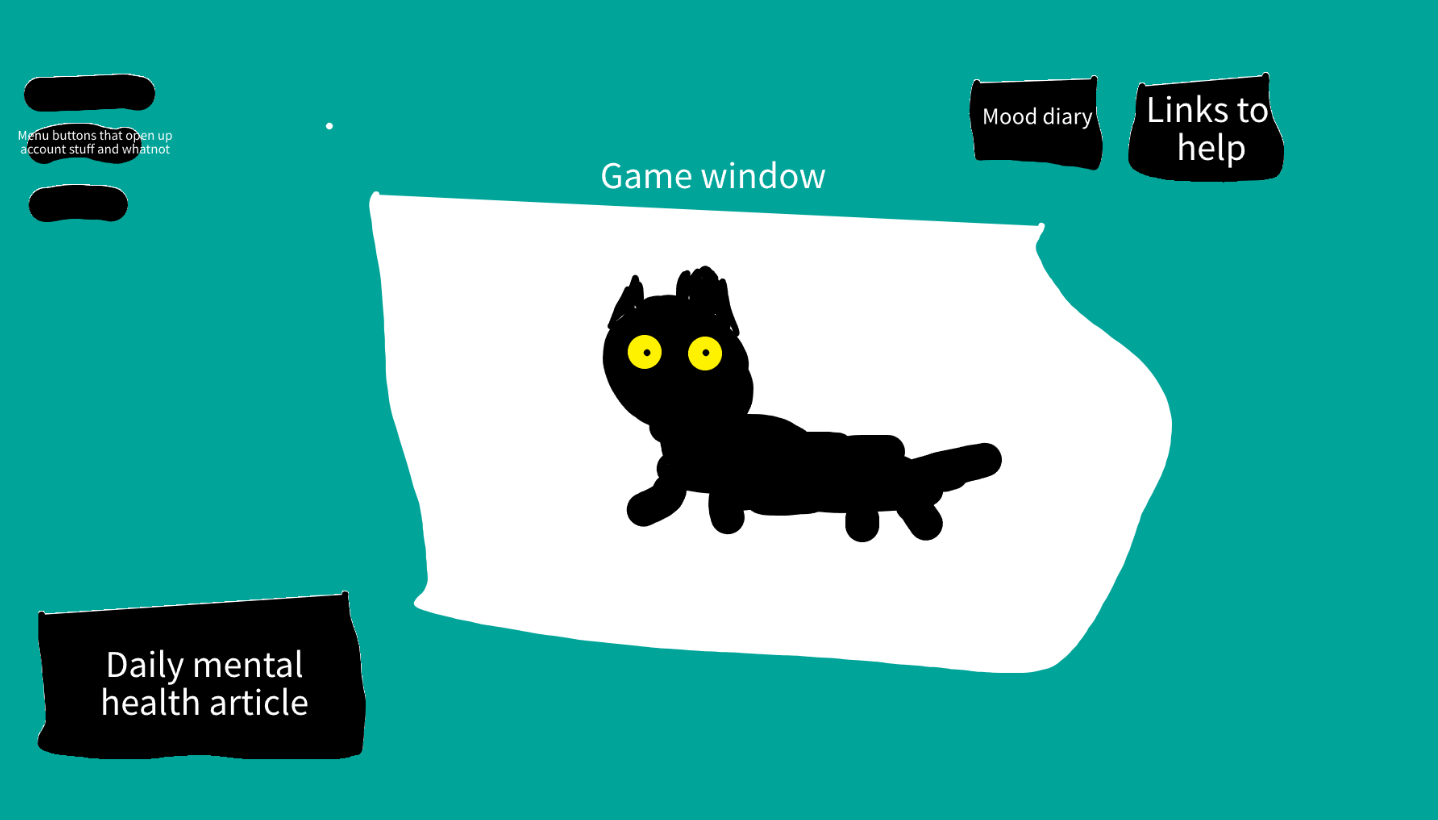 Menu buttons that open up
account stuff and whatnot
Game window
Mood diary
Links to
help
Daily mental
health article